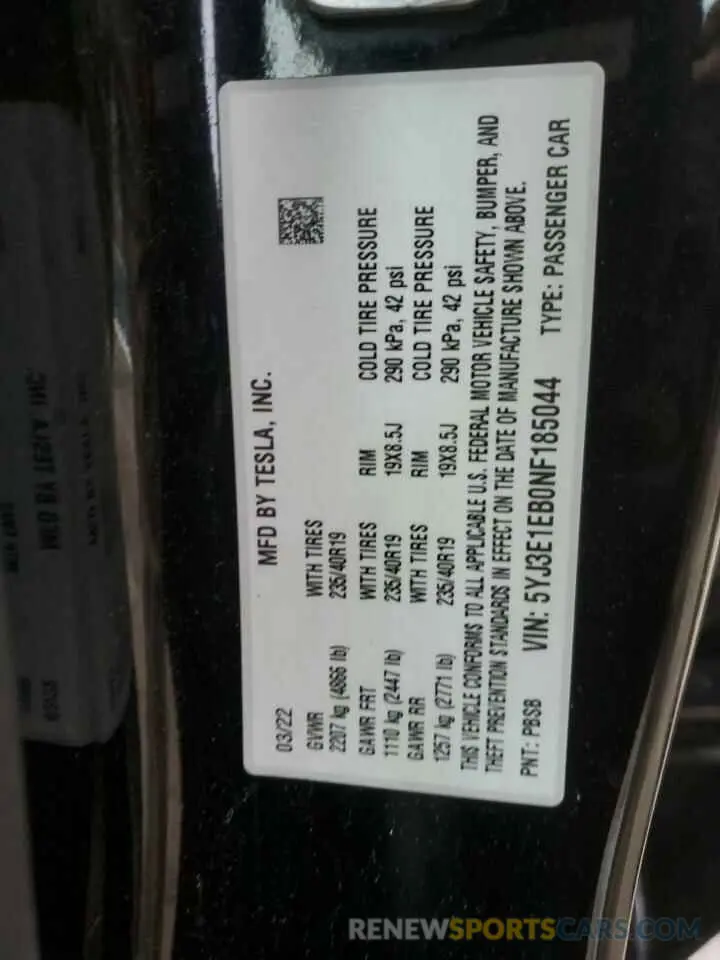 MFD BY TESLA, INC.
03/22
GVWR WITH TIRES
2207 kg (4866 lb) 235/40R19
GAWR FRT WITH TIRES RIM COLD TIRE PRESSURE
1110 kg (2447 lb) 235/40R19 19X8.5J 290 kPa, 42 psi
GAWR RR WITH TIRES RIM COLD TIRE PRESSURE
1257 kg (2771 lb) 235/40R19 19X8.5J 290 kPa, 42 psi
THIS VEHICLE CONFORMS TO ALL APPLICABLE U.S. FEDERAL MOTOR VEHICLE SAFETY, BUMPER, AND
THEFT PREVENTION STANDARDS IN EFFECT ON THE DATE OF MANUFACTURE SHOWN ABOVE.
PNT: PBSB VIN: 5YJ3E1EB0NF185044 TYPE: PASSENGER CAR
RENEWSPORTSCARS.COM